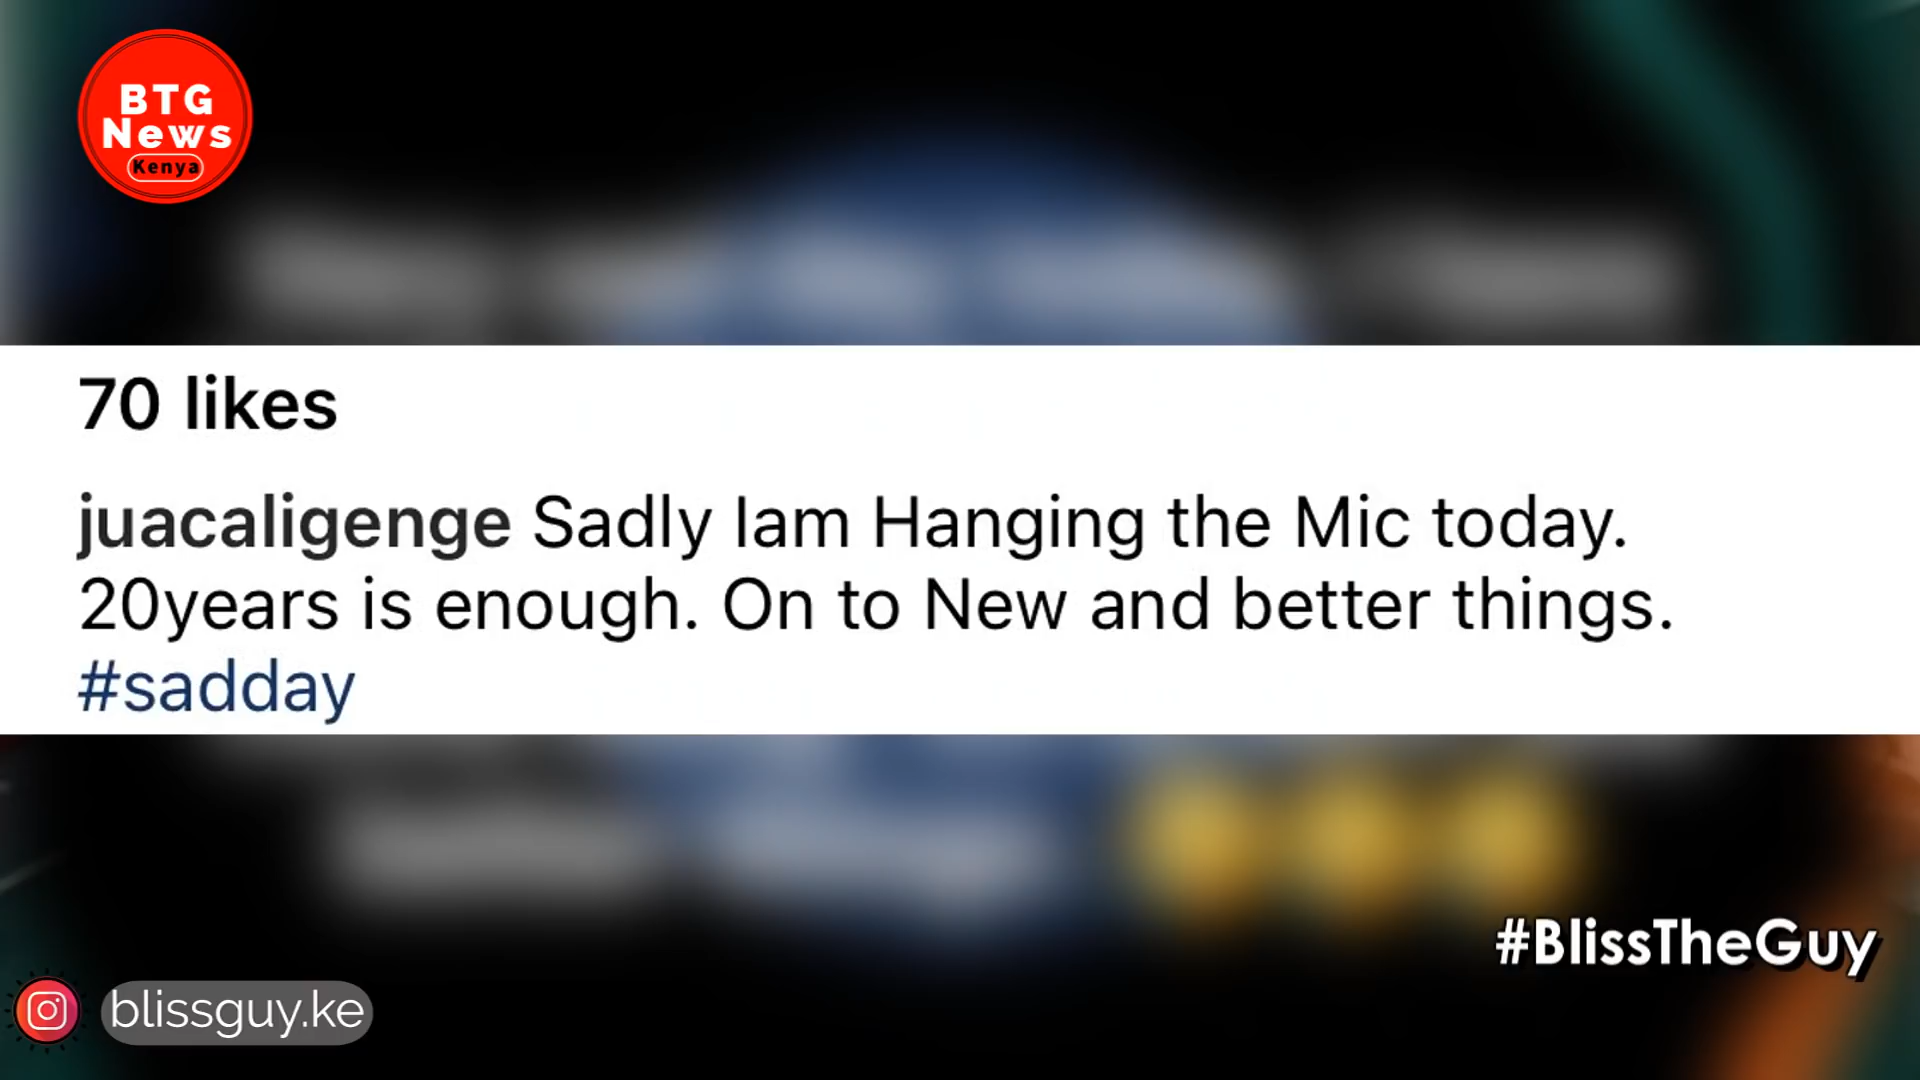 BTG
News
Kenya
70 likes
juacaligenge Sadly Iam Hanging the Mic today.
20years is enough. On to New and better things.
#sadday
#BlissTheGuy
blissguy.ke